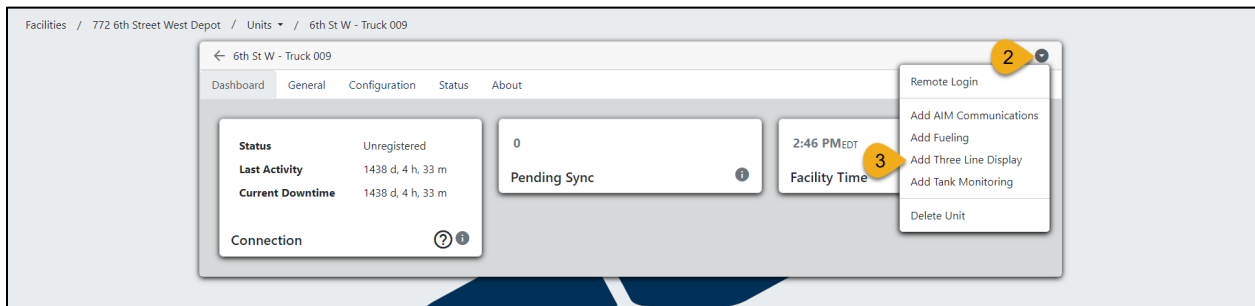 Facilities / 772 6th Street West Depot / Units / 6th St W - Truck 009
6th St W - Truck 009
2
Dashboard General Configuration Status About
Remote Login
Add AIM Communications
Add Fueling
3 Add Three Line Display
Add Tank Monitoring
Delete Unit
Status Unregistered
Last Activity 1438 d, 4 h, 33 m
Current Downtime 1438 d, 4 h, 33 m
Connection
0
Pending Sync
2:46 PM EDT
Facility Time